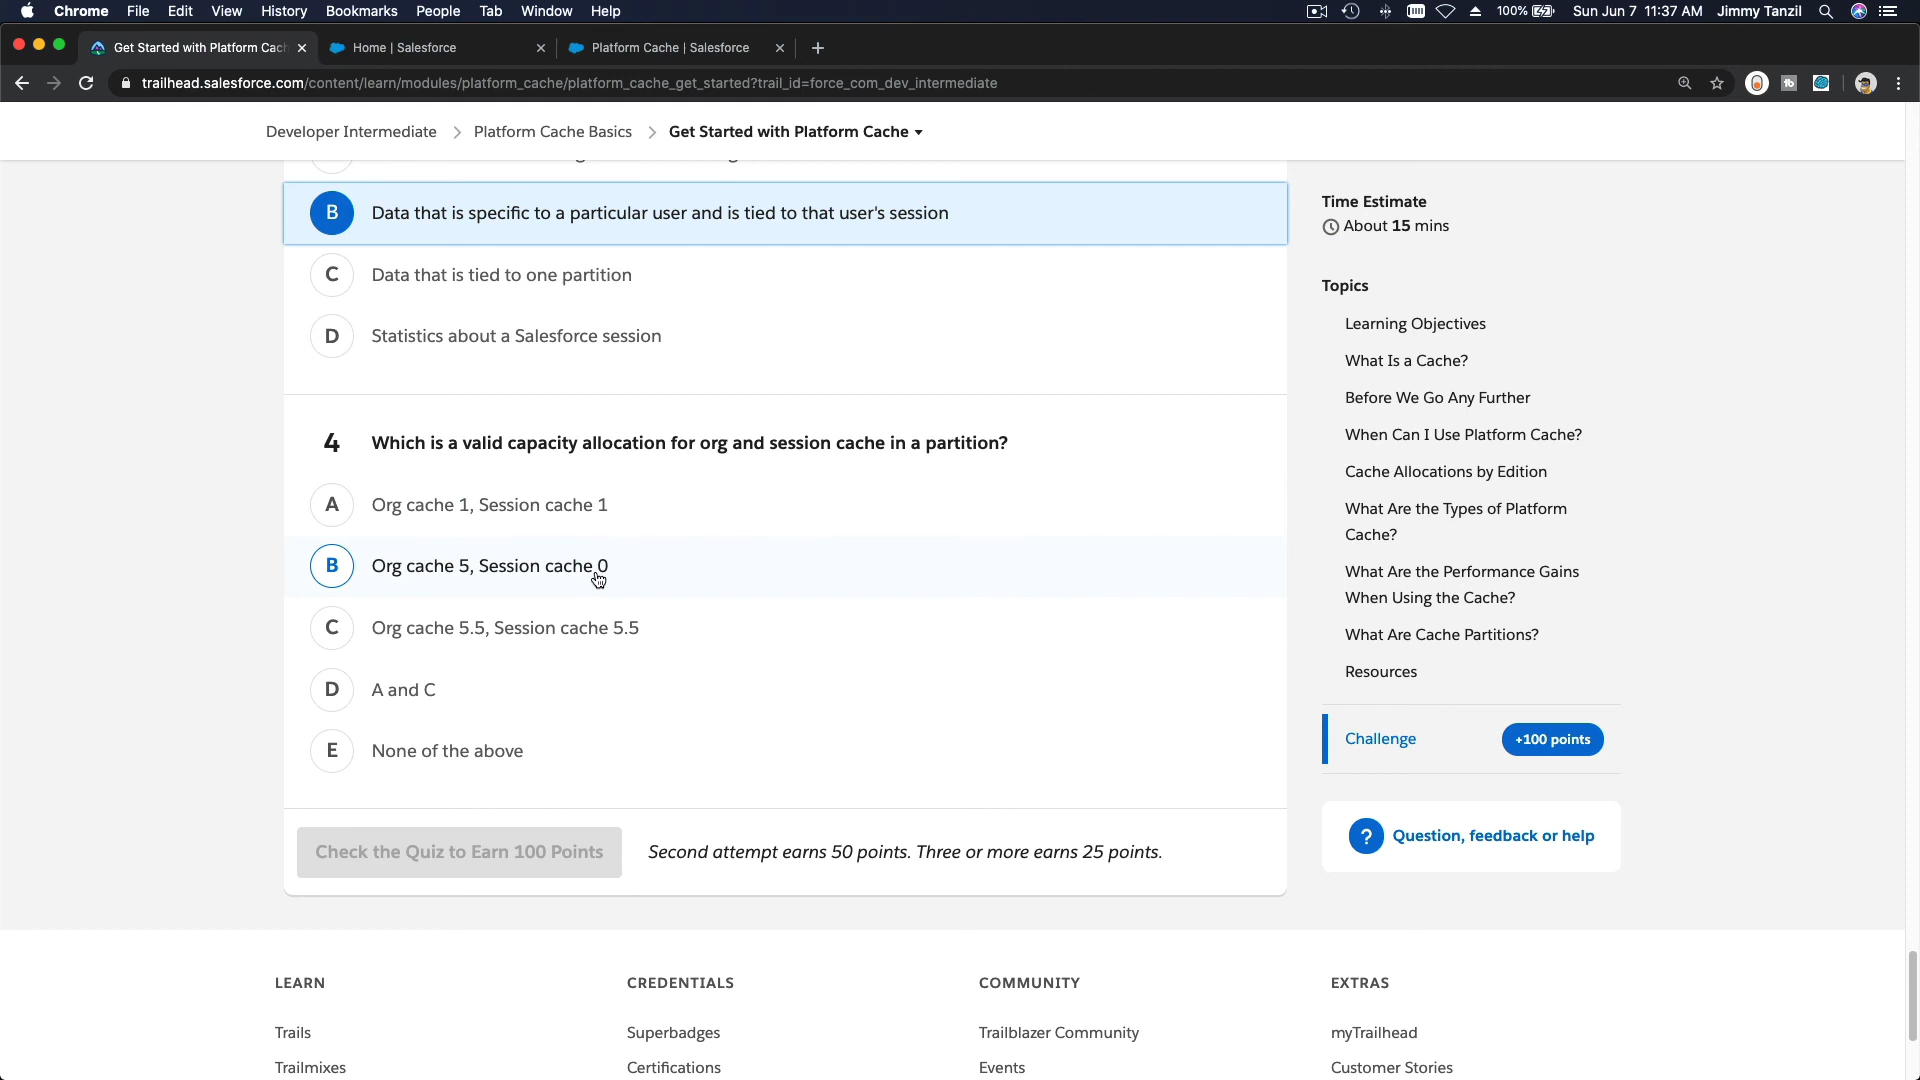 Chrome File Edit View History Bookmarks People Tab Window Help 100% Sun Jun 7 11:37 AM Jimmy Tanzil
Get Started with Platform Cach Home | Salesforce Platform Cache | Salesforce
trailhead.salesforce.com/content/learn/modules/platform_cache/platform_cache_get_started?trail_id=force_com_dev_intermediate
Developer Intermediate Platform Cache Basics Get Started with Platform Cache
B Data that is specific to a particular user and is tied to that user's session
C Data that is tied to one partition
D Statistics about a Salesforce session
4 Which is a valid capacity allocation for org and session cache in a partition?
A Org cache 1, Session cache 1
B Org cache 5, Session cache 0
C Org cache 5.5, Session cache 5.5
D A and C
E None of the above
Check the Quiz to Earn 100 Points Second attempt earns 50 points. Three or more earns 25 points.
Time Estimate
About 15 mins
Topics
Learning Objectives
What Is a Cache?
Before We Go Any Further
When Can I Use Platform Cache?
Cache Allocations by Edition
What Are the Types of Platform
Cache?
What Are the Performance Gains
When Using the Cache?
What Are Cache Partitions?
Resources
Challenge +100 points
? Question, feedback or help
LEARN CREDENTIALS COMMUNITY EXTRAS
Trails Superbadges Trailblazer Community myTrailhead
Trailmixes Certifications Events Customer Stories